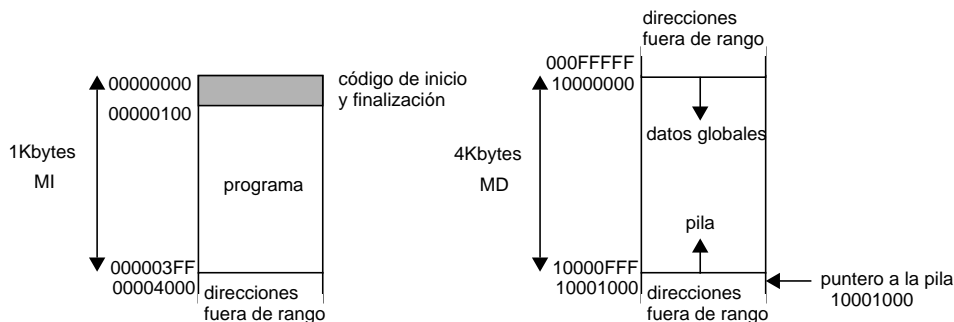 00000000
00000100
código de inicio
y finalización
1Kbytes
MI
programa
000003FF
00004000
direcciones
fuera de rango
direcciones
fuera de rango
000FFFFF
10000000
datos globales
4Kbytes
MD
pila
10000FFF
10001000
direcciones
fuera de rango
puntero a la pila
10001000